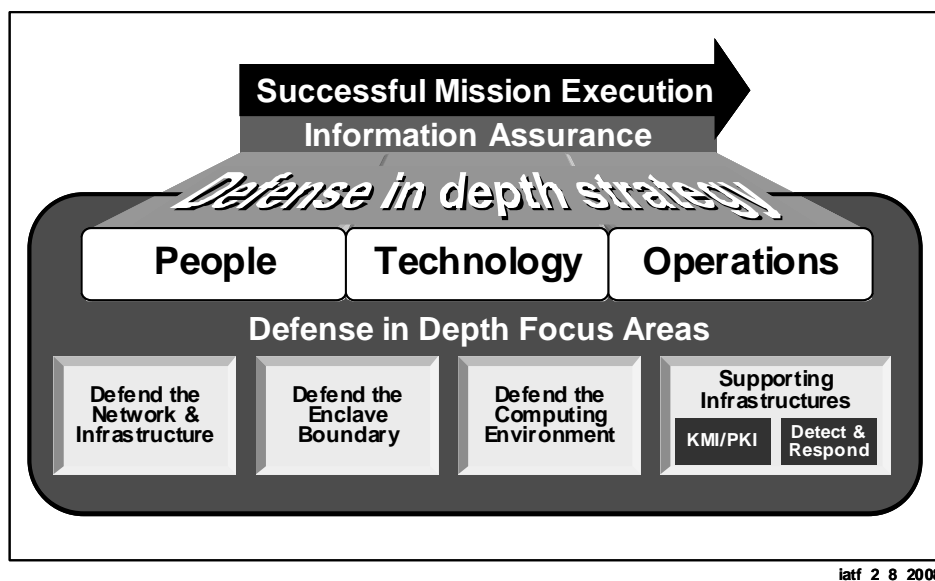 Successful Mission Execution
Information Assurance
Defense in depth strategy
People Technology Operations
Defense in Depth Focus Areas
Defend the
Network &
Infrastructure
Defend the
Enclave
Boundary
Defend the
Computing
Environment
Supporting
Infrastructures
KMI/PKI
Detect &
Respond
iatf 2 8 200